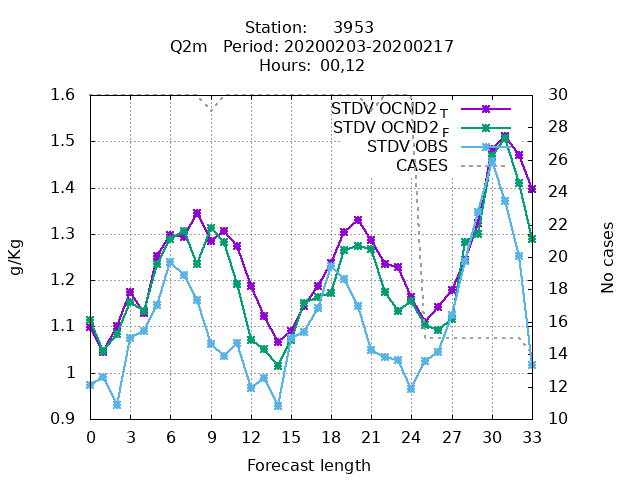 Station:     3953
Q2m   Period: 20200203-20200217
Hours:  00,12
STDV OCND2 T
STDV OCND2 F
STDV OBS
CASES
g/Kg
1.6
1.5
1.4
1.3
1.2
1.1
1
0.9
No cases
30
28
26
24
22
20
18
16
14
12
10
0 3 6 9 12 15 18 21 24 27 30 33
Forecast length